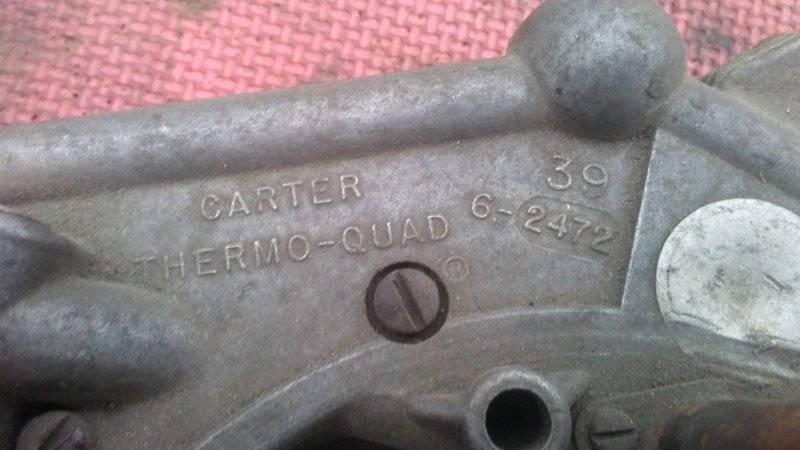 CARTER
39
THERMO-QUAD ®
6.-2472